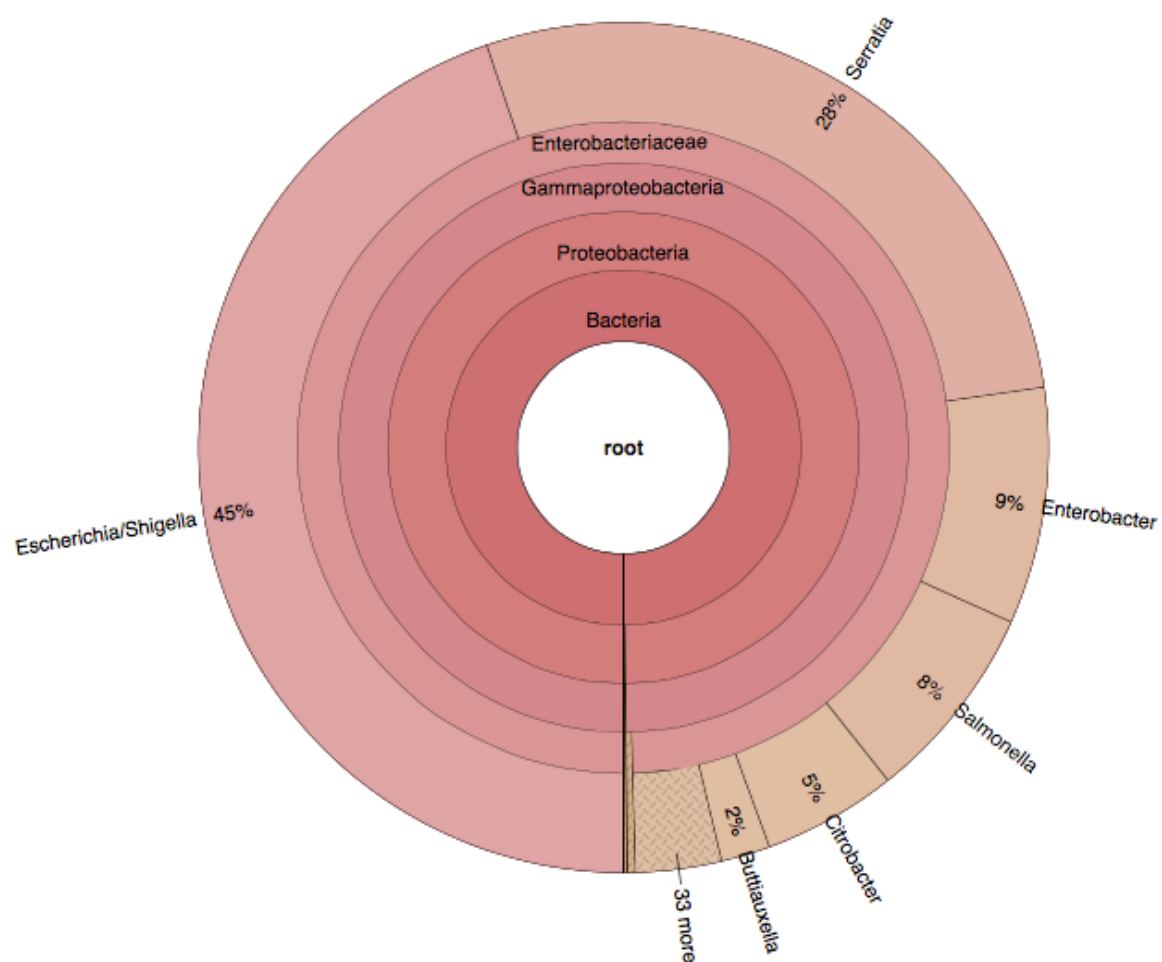 Serratia
28%
Enterobacteriaceae
Gammaproteobacteria
Proteobacteria
Bacteria
root
Escherichia/Shigella
45%
9%
Enterobacter
8%
Salmonella
5%
Citrobacter
2%
Buttiauxella
33 more